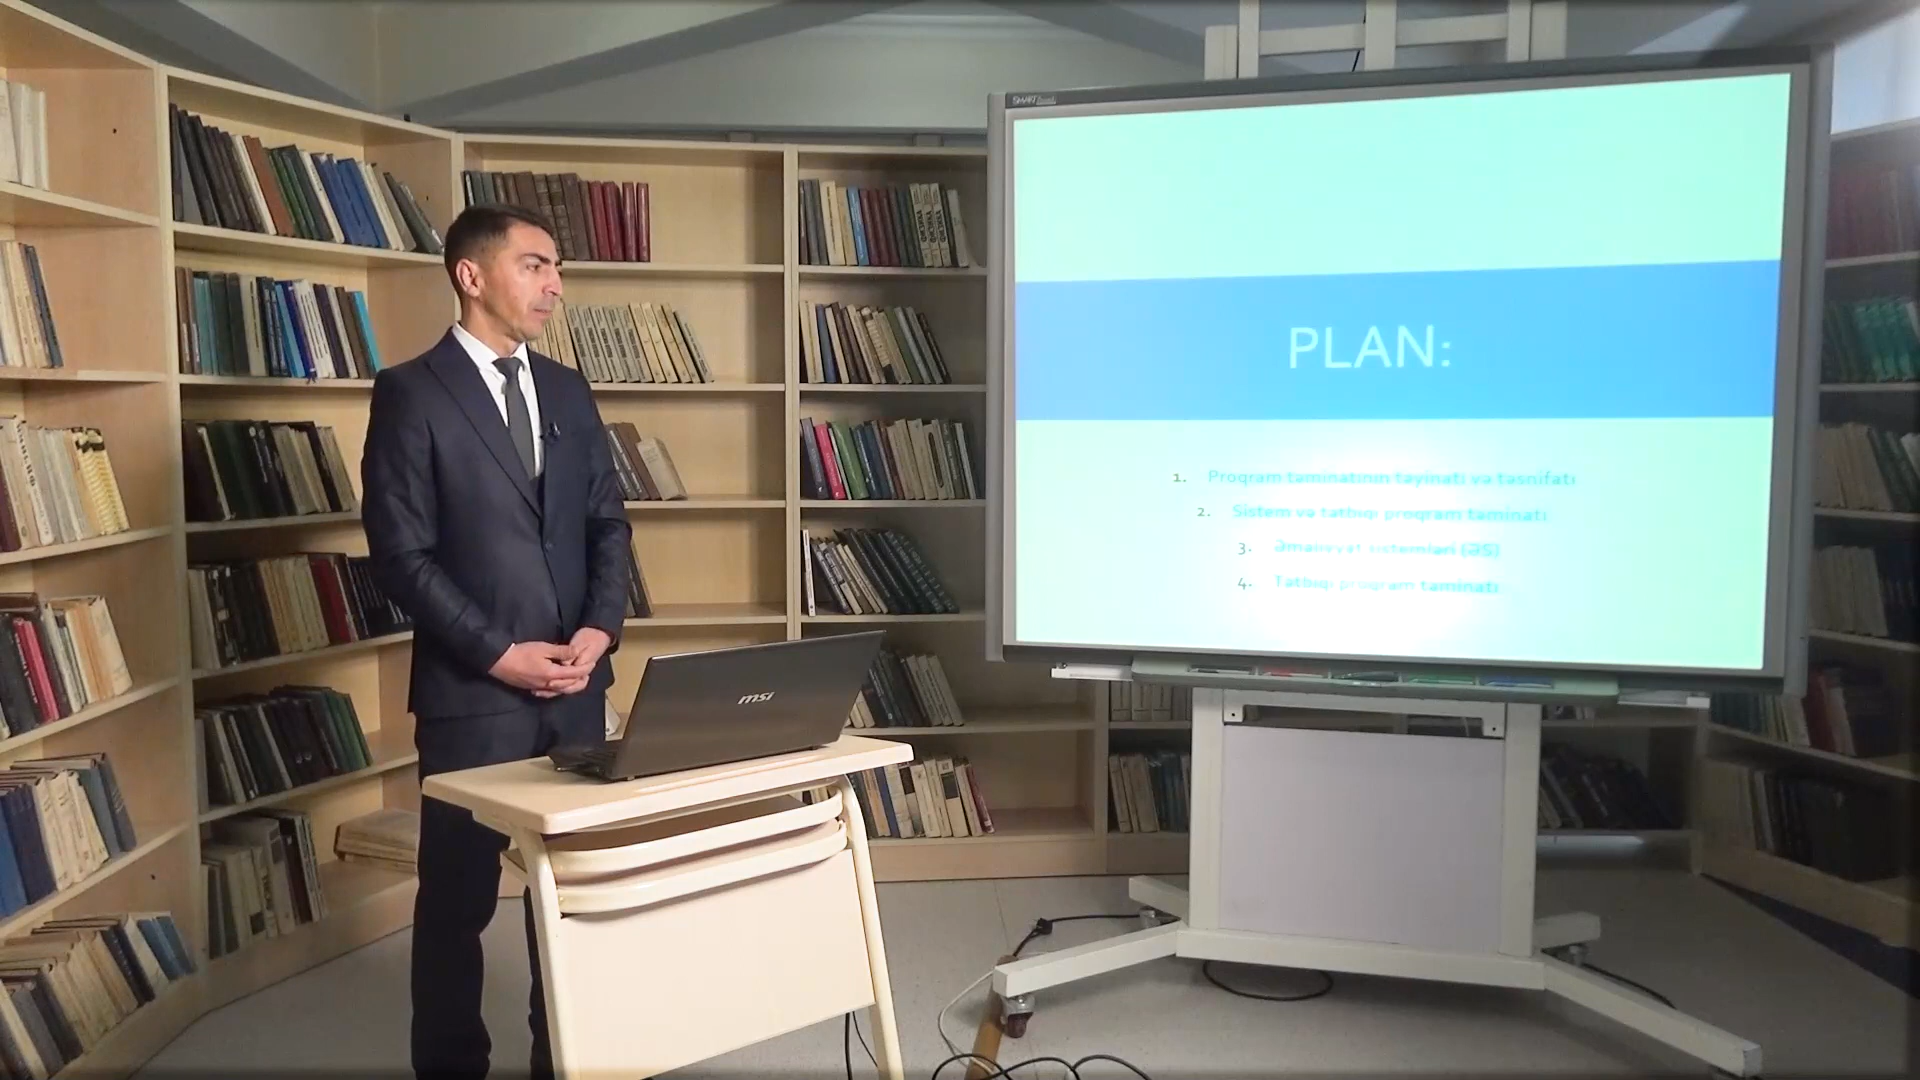 SMART
PLAN:
1. Proqram təminatının təyinatı və təsnifatı
2. Sistem və tətbiqi proqram təminatı
3. Əməliyyat sistemləri (ƏS)
4. Tətbiqi proqram təminatı
msi